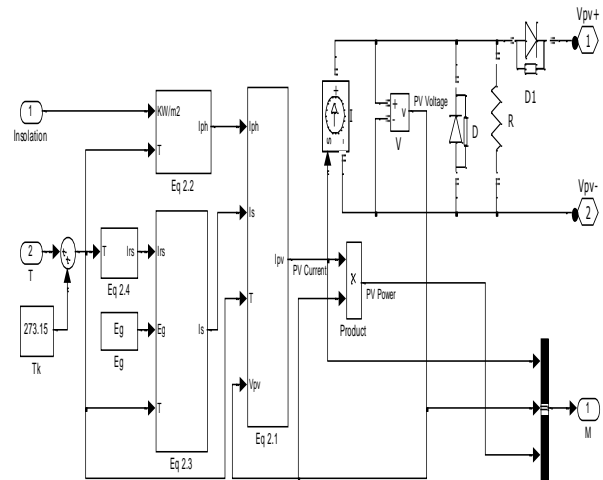 Vpv+
1
D1
+
I
S
-
+
-
v
V
PV Voltage
D
R
1
Insolation
KW/m2
T
Iph
Eq 2.2
Iph
Is
T
Vpv
Ipv
Eq 2.1
Vpv-
2
2
T
+
+
T
Irs
Eq 2.4
Irs
Eg
T
Is
Eq 2.3
273.15
Tk
Eg
Eg
PV Current
X
Product
PV Power
1
M